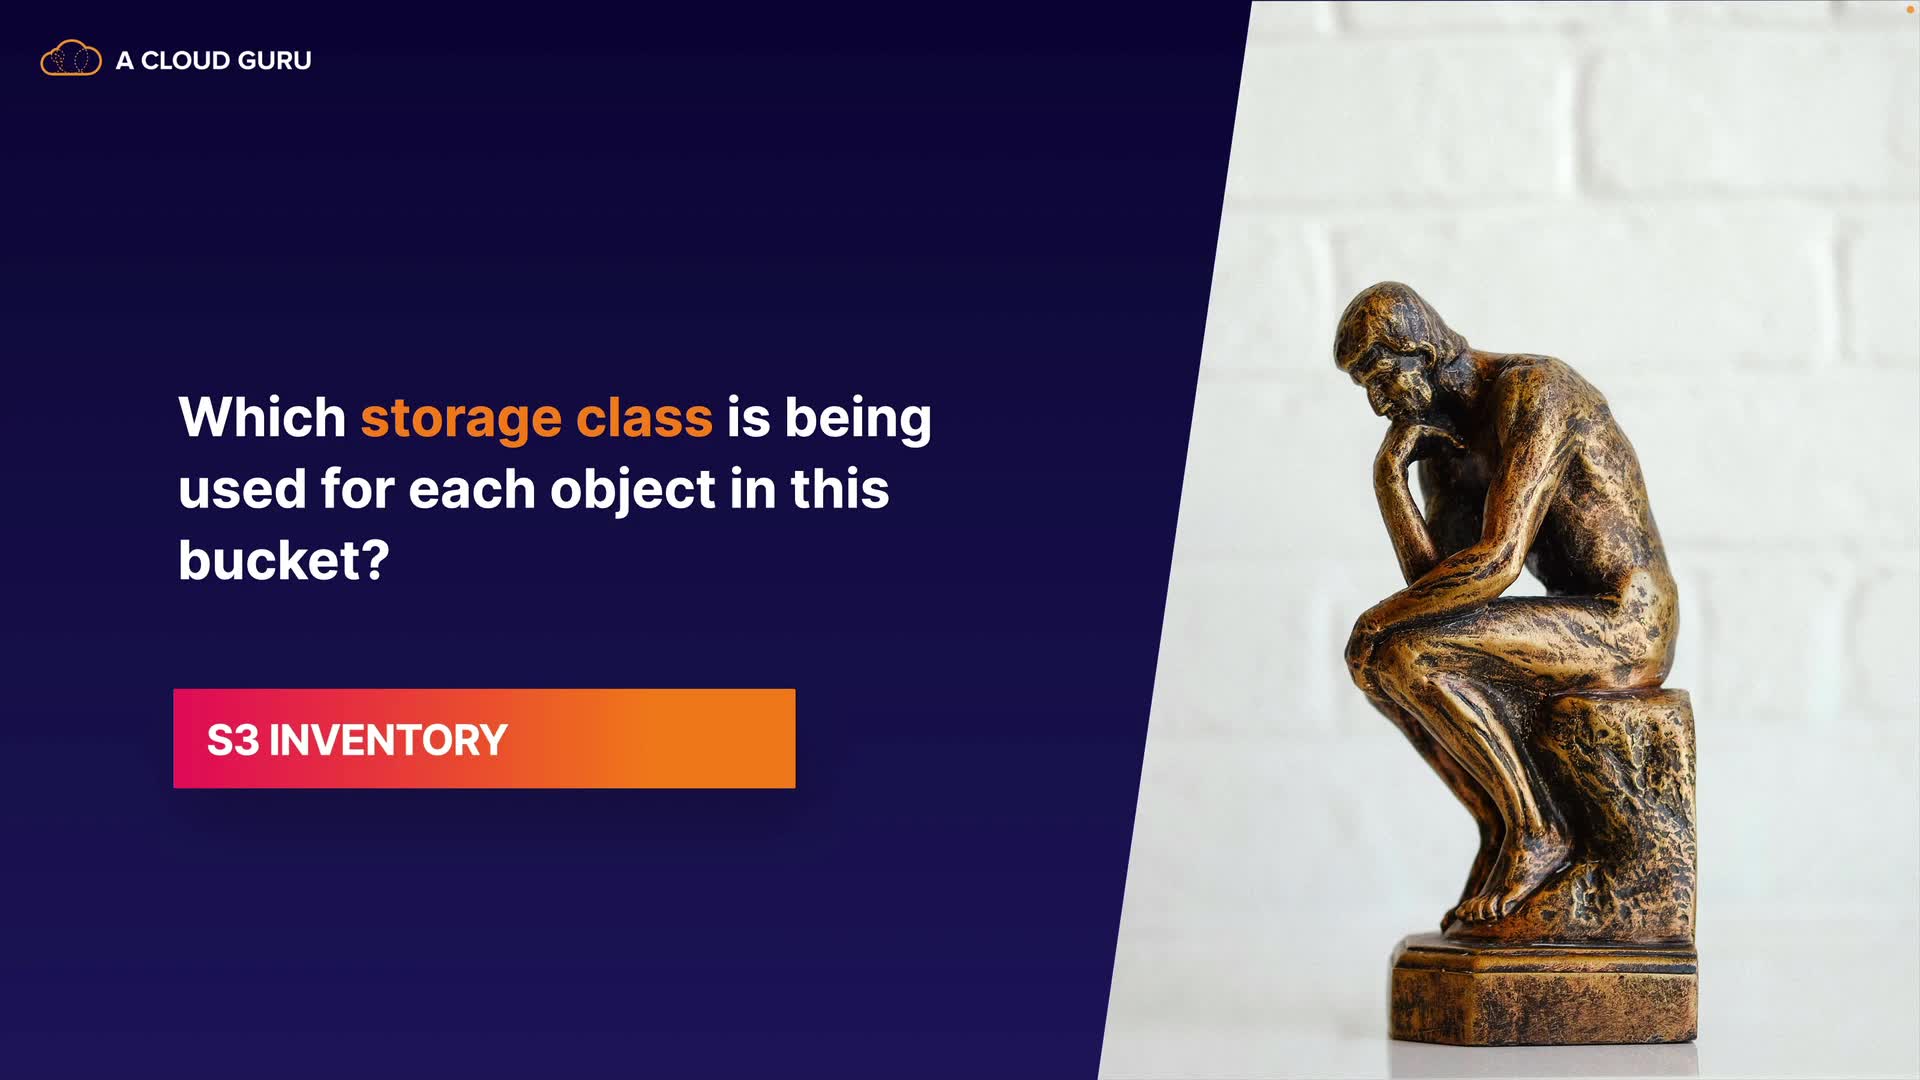 A CLOUD GURU
Which storage class is being
used for each object in this
bucket?
S3 INVENTORY